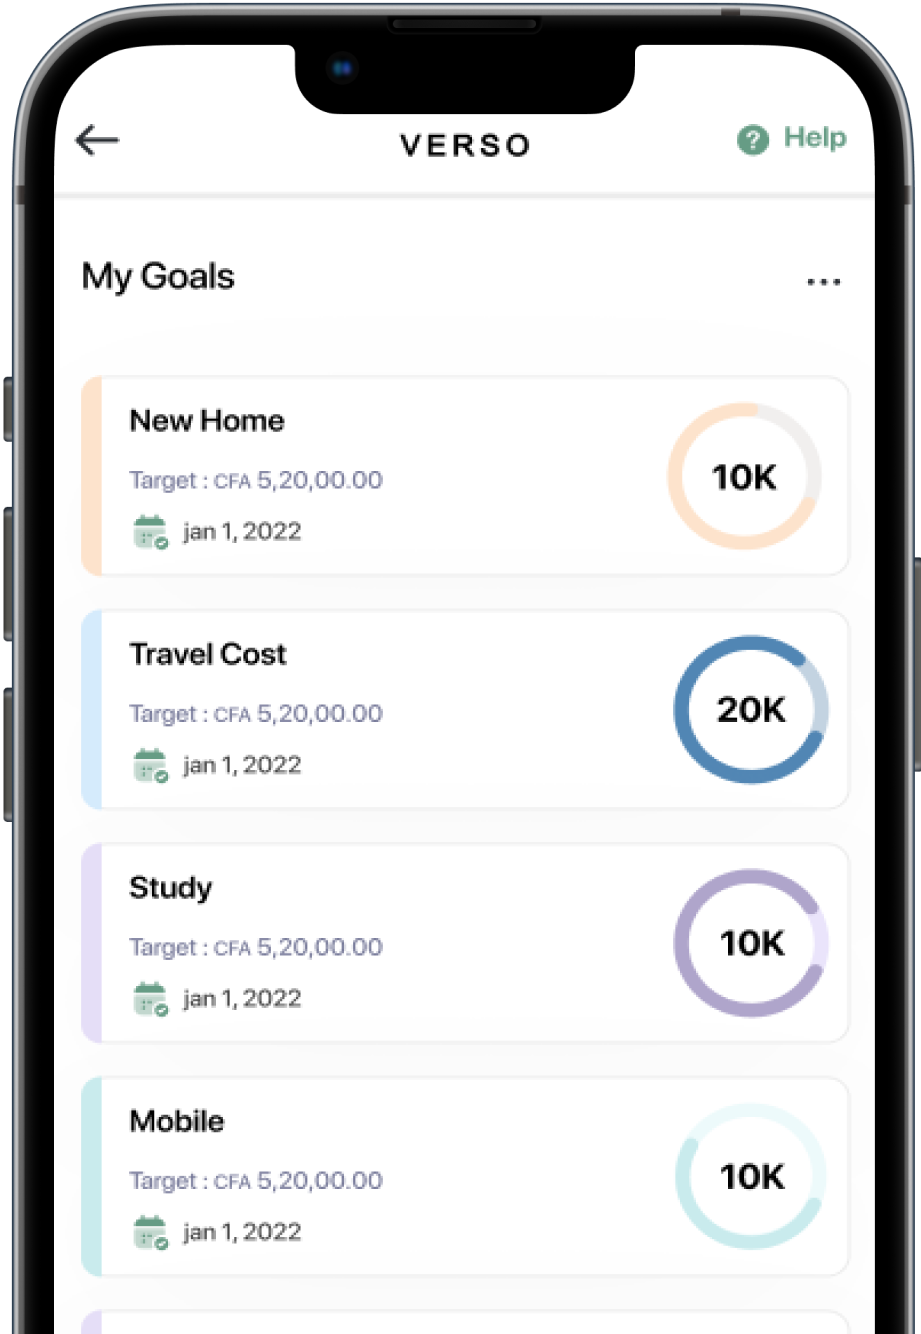 VERSO
? Help
My Goals
New Home
Target : CFA 5,20,00.00
jan 1, 2022
10K
Travel Cost
Target : CFA 5,20,00.00
jan 1, 2022
20K
Study
Target : CFA 5,20,00.00
jan 1, 2022
10K
Mobile
Target : CFA 5,20,00.00
jan 1, 2022
10K